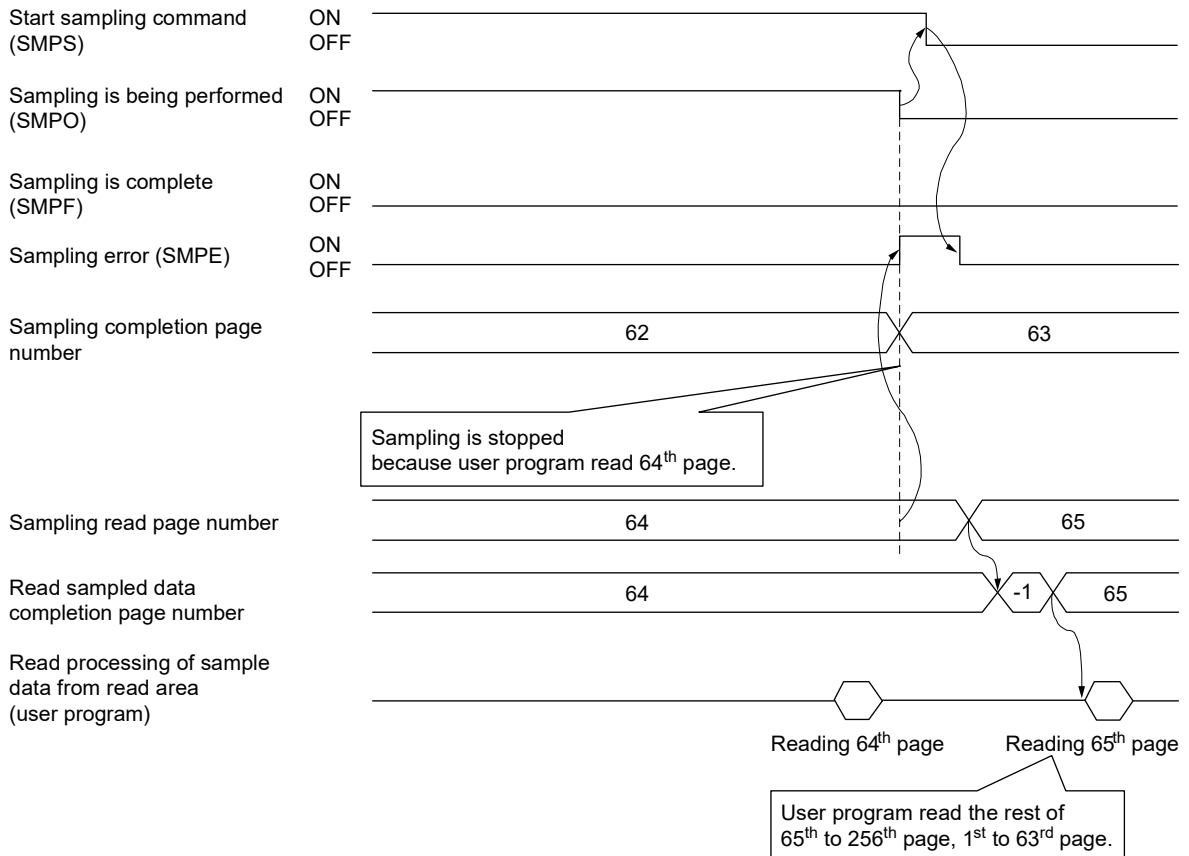 Start sampling command ON
(SMPS) OFF
Sampling is being performed ON
(SMPO) OFF
Sampling is complete ON
(SMPF) OFF
Sampling error (SMPE) ON
OFF
Sampling completion page
number
62 63
Sampling is stopped
because user program read 64th page.
Sampling read page number 64 65
Read sampled data
completion page number
64 -1 65
Read processing of sample
data from read area
(user program)
Reading 64th page Reading 65th page
User program read the rest of
65th to 256th page, 1st to 63rd page.